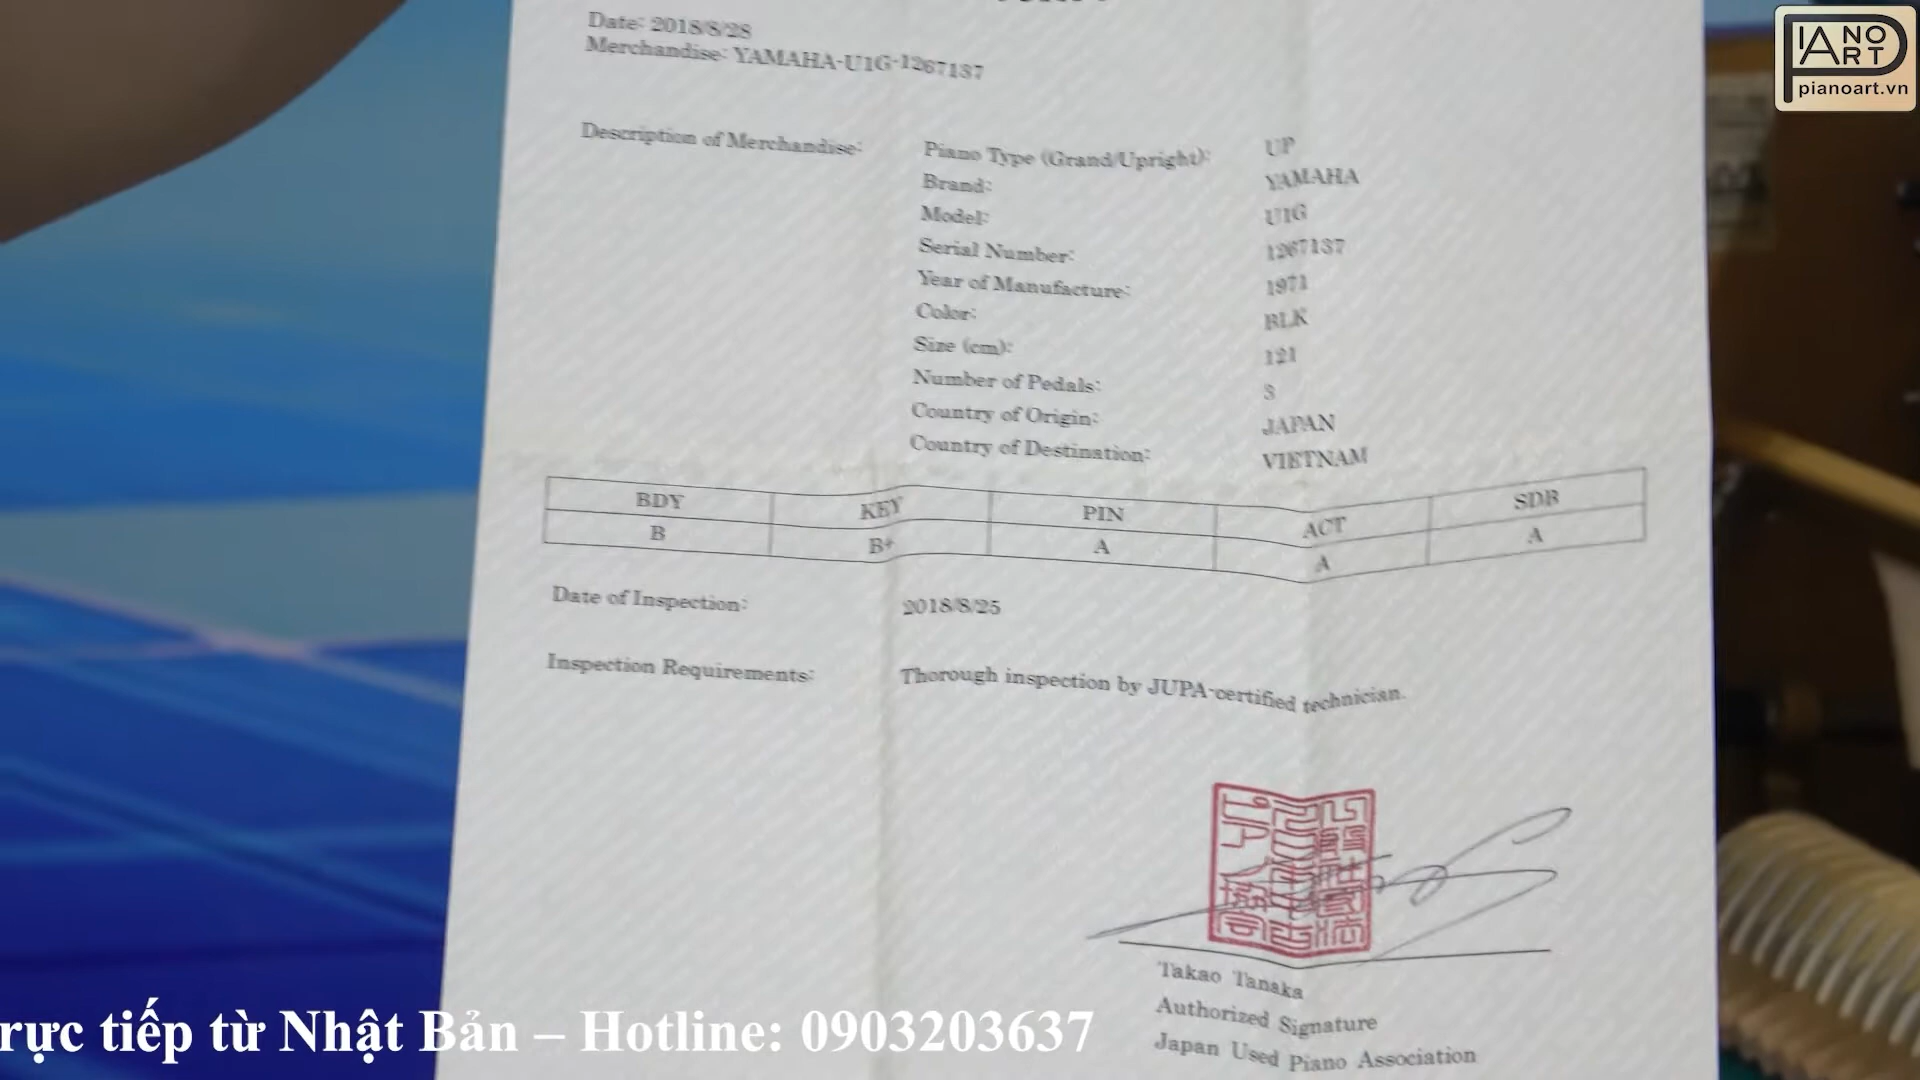 Date: 2018/8/28
Merchandise: YAMAHA-U1G-1267137
Description of Merchandise:
Piano Type (Grand/Upright): UP
Brand: YAMAHA
Model: U1G
Serial Number: 1267137
Year of Manufacture: 1971
Color: BLK
Size (cm): 121
Number of Pedals: 3
Country of Origin: JAPAN
Country of Destination: VIETNAM
BDY KEY PIN ACT SDB
B B+ A A A
Date of Inspection: 2018/8/25
Inspection Requirements: Thorough inspection by JUPA-certified technician.
Takao Tanaka
Authorized Signature
Japan Used Piano Association
tiếp từ Nhật Bản – Hotline: 0903203637
PIANO
ART
pianoart.vn